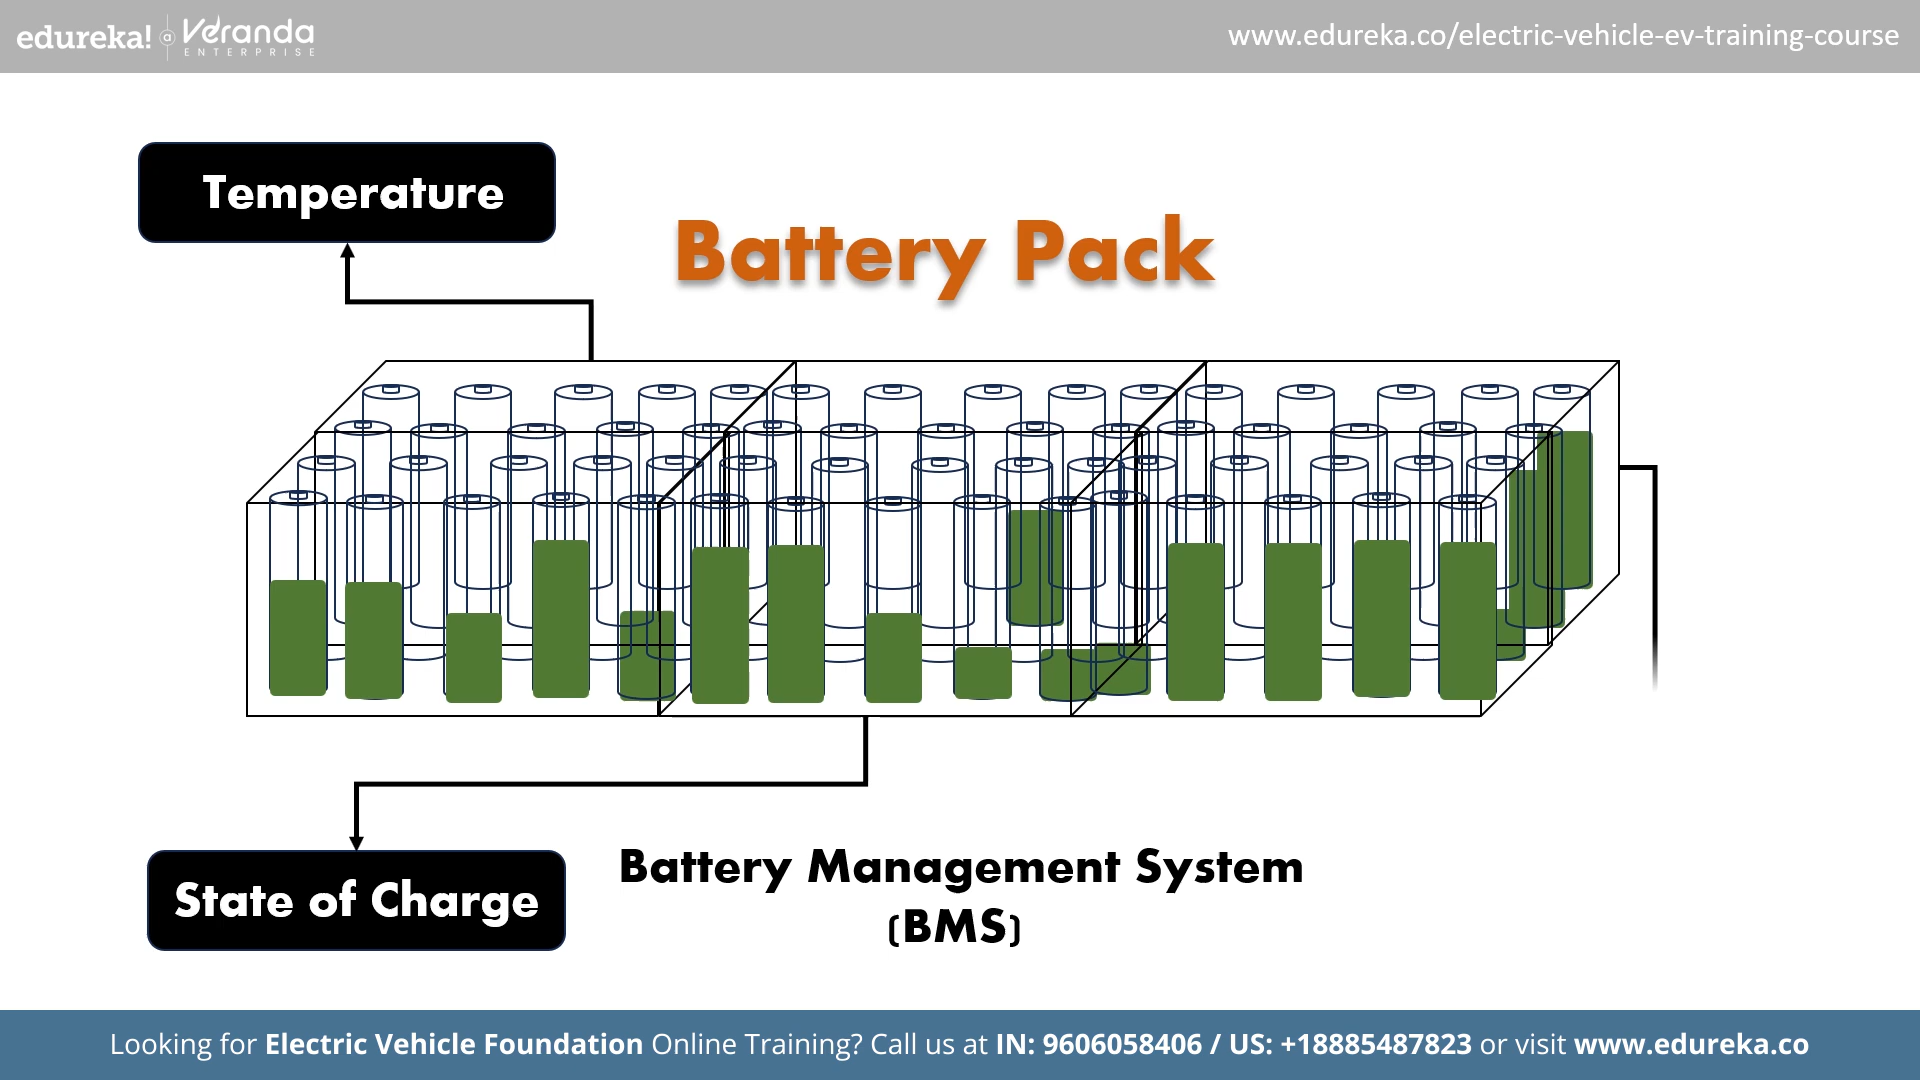 edureka! a Veranda
ENTERPRISE
www.edureka.co/electric-vehicle-ev-training-course
Temperature
Battery Pack
State of Charge
Battery Management System
(BMS)
Looking for Electric Vehicle Foundation Online Training? Call us at IN: 9606058406 / US: +18885487823 or visit www.edureka.co